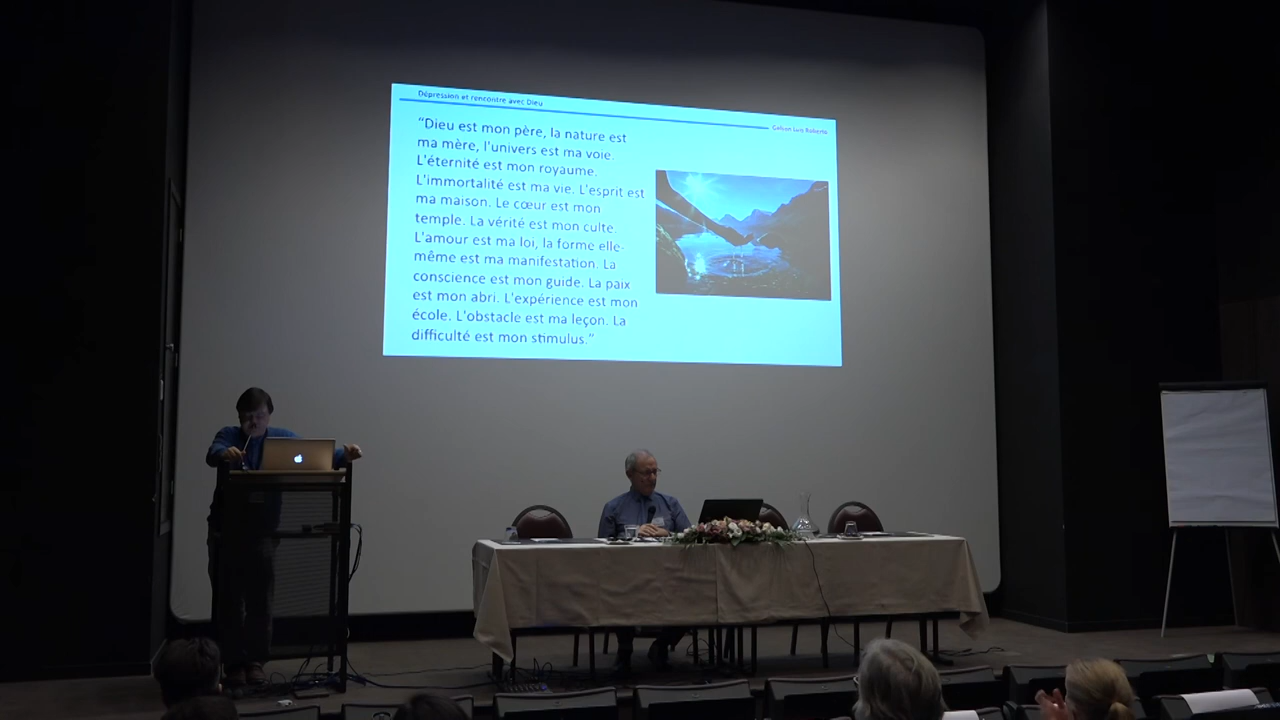 Dépression et rencontre avec Dieu
Gelson Luis Roberto
“Dieu est mon père, la nature est
ma mère, l'univers est ma voie.
L'éternité est mon royaume.
L'immortalité est ma vie. L'esprit est
ma maison. Le cœur est mon
temple. La vérité est mon culte.
L'amour est ma loi, la forme elle-
même est ma manifestation. La
conscience est mon guide. La paix
est mon abri. L'expérience est mon
école. L'obstacle est ma leçon. La
difficulté est mon stimulus.”